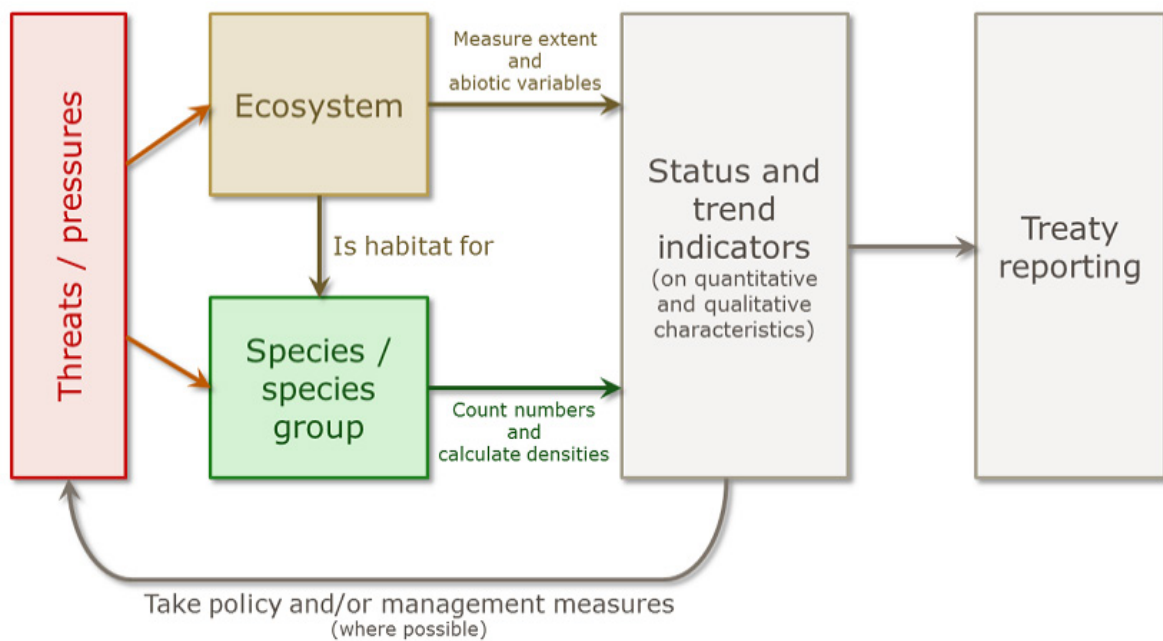 Threats / pressures
Ecosystem
Measure extent
and
abiotic variables
Is habitat for
Species /
species
group
Count numbers
and
calculate densities
Status and
trend
indicators
(on quantitative
and qualitative
characteristics)
Treaty
reporting
Take policy and/or management measures
(where possible)